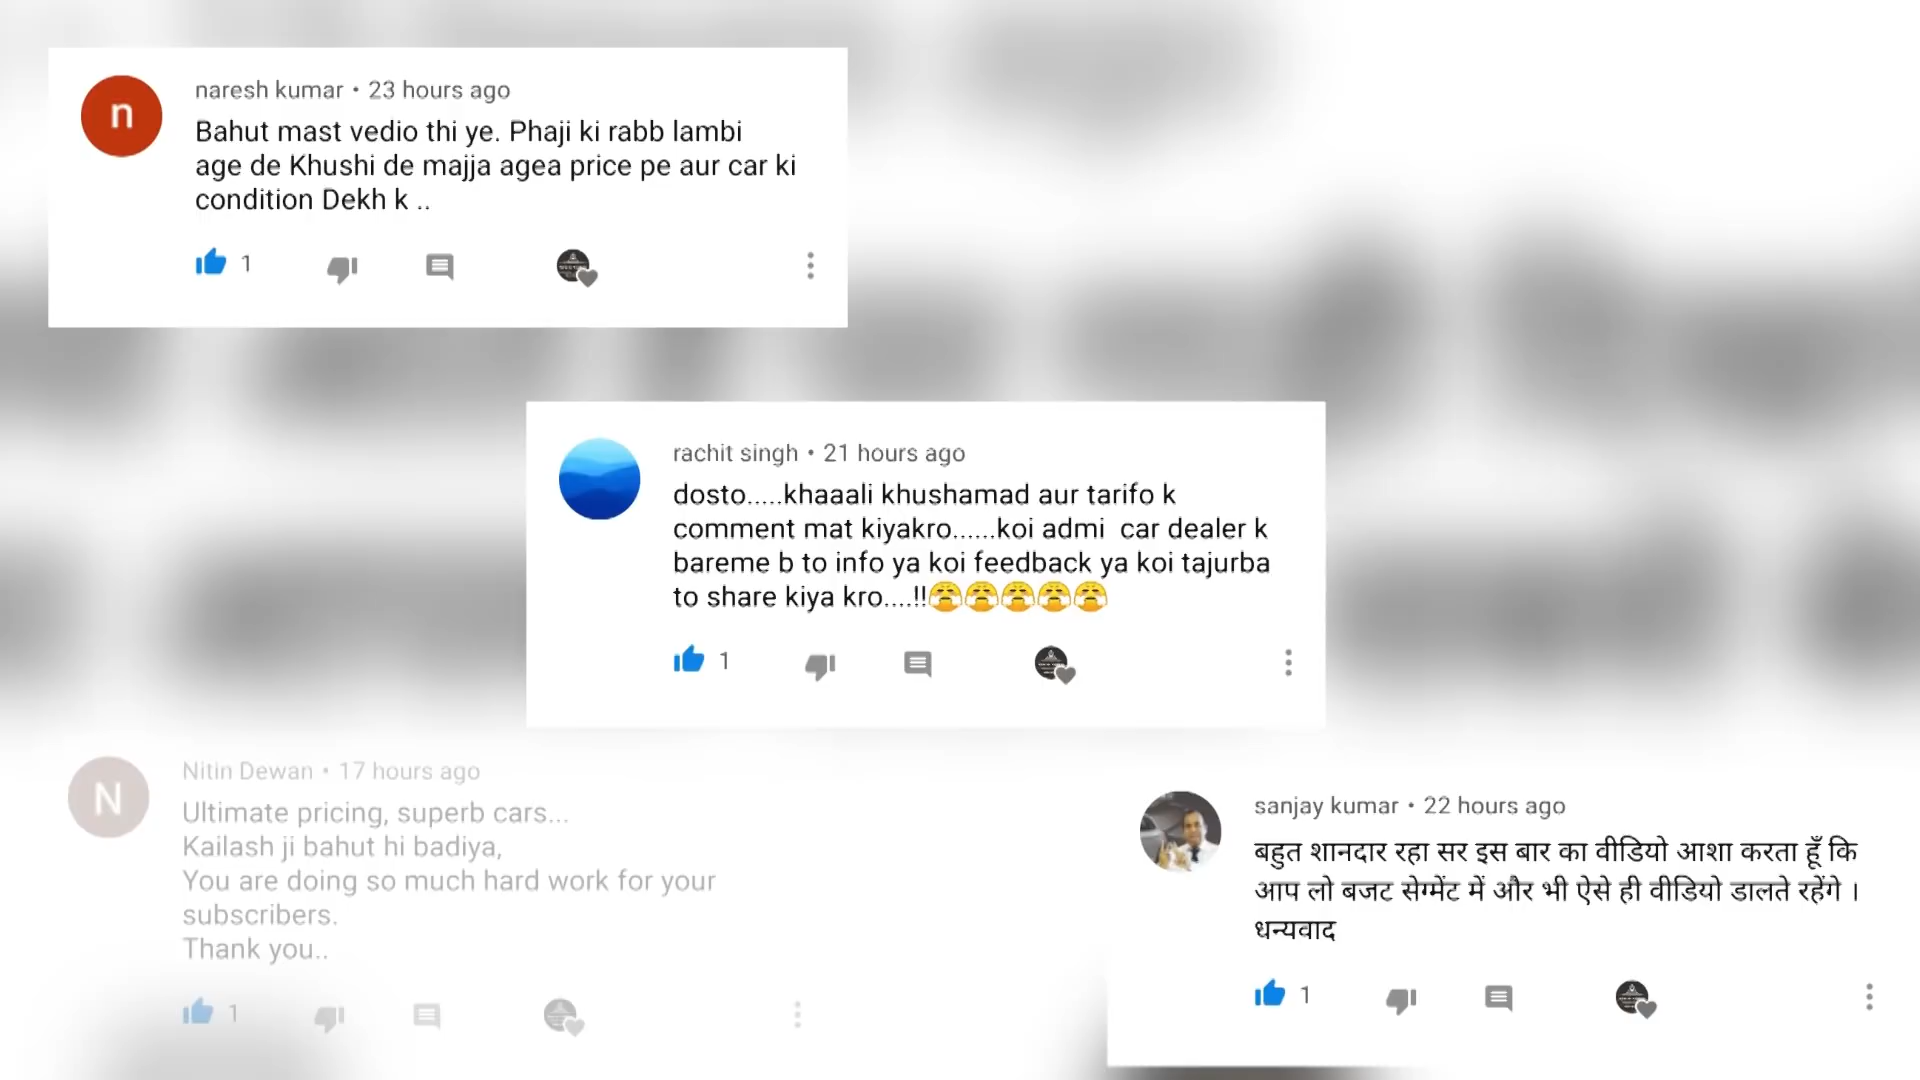 n
naresh kumar • 23 hours ago
Bahut mast vedio thi ye. Phaji ki rabb lambi
age de Khushi de majja agea price pe aur car ki
condition Dekh k ..
1
rachit singh • 21 hours ago
dosto.....khaaali khushamad aur tarifo k
comment mat kiyakro......koi admi  car dealer k
bareme b to info ya koi feedback ya koi tajurba
to share kiya kro....!!😤😤😤😤😤
1
N
Nitin Dewan • 17 hours ago
Ultimate pricing, superb cars...
Kailash ji bahut hi badiya,
You are doing so much hard work for your
subscribers.
Thank you..
1
sanjay kumar • 22 hours ago
बहुत शानदार रहा सर इस बार का वीडियो आशा करता हूँ कि
आप लो बजट सेग्मेंट में और भी ऐसे ही वीडियो डालते रहेंगे ।
धन्यवाद
1